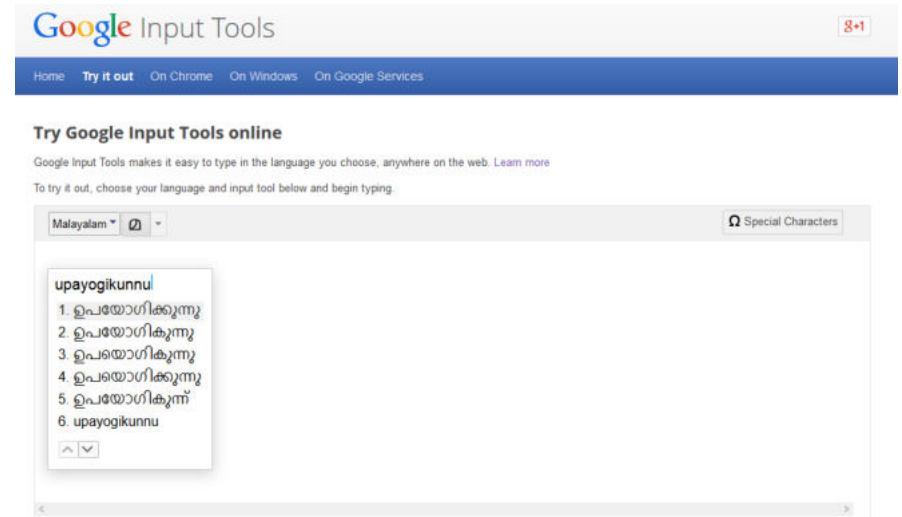 Google Input Tools
g+1
Home Try it out On Chrome On Windows On Google Services
Try Google Input Tools online
Google Input Tools makes it easy to type in the language you choose, anywhere on the web. Learn more
To try it out, choose your language and input tool below and begin typing.
Malayalam മ Ω Special Characters
upayogikunnu
1. ഉപയോഗിക്കുന്നു
2. ഉപയോഗികുന്നു
3. ഉപയൊഗികുന്നു
4. ഉപയൊഗിക്കുന്നു
5. ഉപയോഗികുന്ന്
6. upayogikunnu